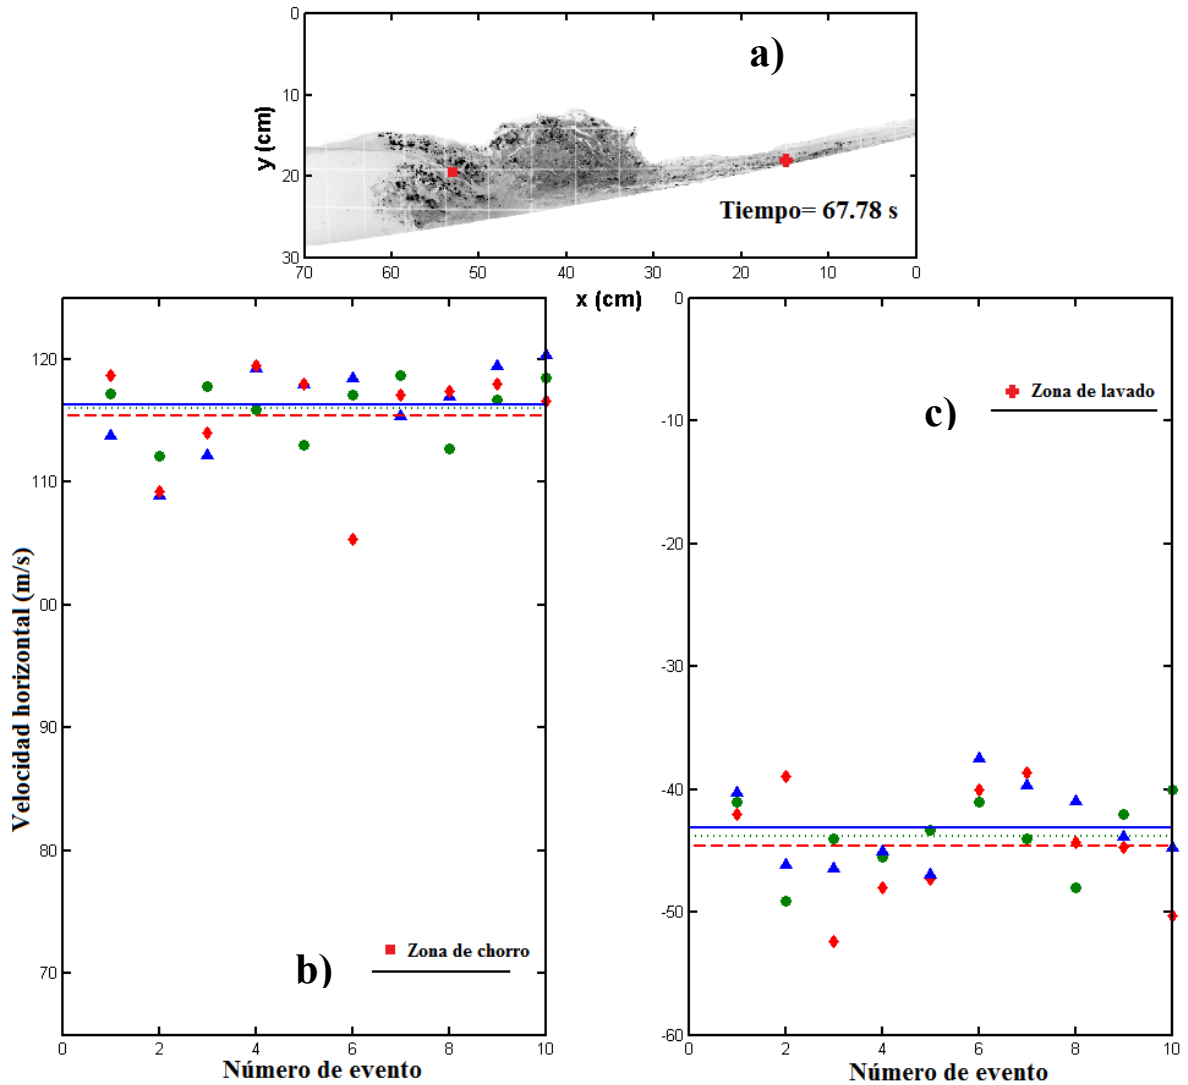 0
a)
10
y (cm)
20
Tiempo= 67.78 s
30
70 60 50 40 30 20 10 0
x (cm)
120
110
00
90
80
70
Velocidad horizontal (m/s)
Zona de chorro
b)
0 2 4 6 8 10
Número de evento
0
Zona de lavado
c)
-10
-20
-30
-40
-50
-60
0 2 4 6 8 10
Número de evento